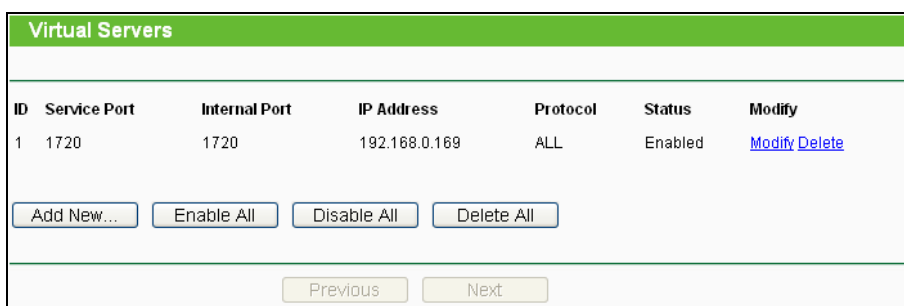 Virtual Servers
ID Service Port Internal Port IP Address Protocol Status Modify
1 1720 1720 192.168.0.169 ALL Enabled Modify Delete
Add New... Enable All Disable All Delete All
Previous Next